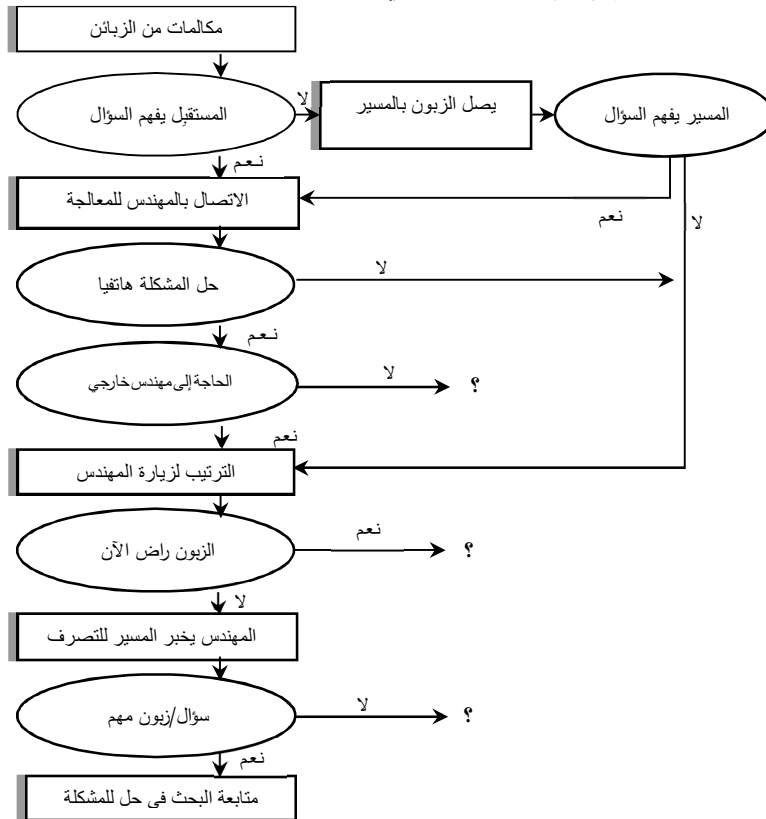 مكالمات من الزبائن
المستقبِل يفهم السؤال
لا
يصل الزبون بالمسير
المسير يفهم السؤال
نعم
الاتصال بالمهندس للمعالجة
نعم
لا
حل المشكلة هاتفيا
لا
نعم
الحاجة إلى مهندس خارجي
لا
؟
نعم
الترتيب لزيارة المهندس
الزبون راض الآن
نعم
؟
لا
المهندس يخبر المسير للتصرف
سؤال/زبون مهم
لا
؟
نعم
متابعة البحث في حل للمشكلة